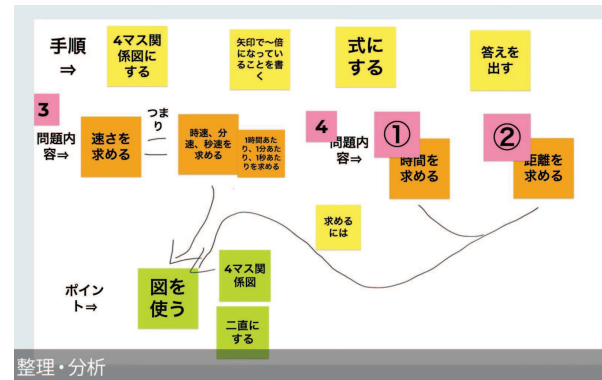 手順
⇒
4マス関
係図に
する
矢印で~倍
になってい
ることを書
く
式に
する
答えを
出す
3
問題内
容⇒
速さを
求める
つま
り
時速、分
速、秒速を
求める
1時間あた
り、1分あた
り、1秒あた
りを求める
4
問題内
容⇒
①
時間を
求める
②
距離を
求める
求める
には
ポイン
ト⇒
図を
使う
4マス関
係図
二直に
する
整理・分析